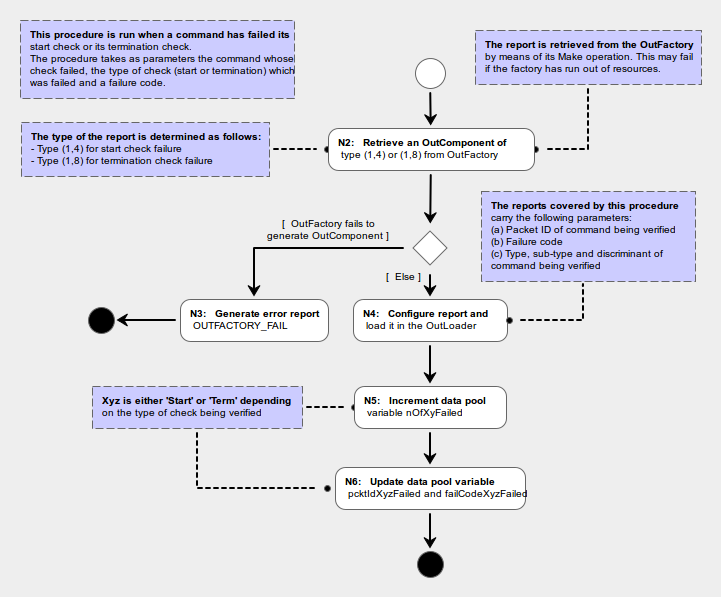 This procedure is run when a command has failed its
start check or its termination check.
The procedure takes as parameters the command whose
check failed, the type of check (start or termination) which
was failed and a failure code.
The report is retrieved from the OutFactory
by means of its Make operation. This may fail
if the factory has run out of resources.
The type of the report is determined as follows:
- Type (1,4) for start check failure
- Type (1,8) for termination check failure
N2: Retrieve an OutComponent of
type (1,4) or (1,8) from OutFactory
The reports covered by this procedure
carry the following parameters:
(a) Packet ID of command being verified
(b) Failure code
(c) Type, sub-type and discriminant of
command being verified
[ OutFactory fails to
generate OutComponent ]
[ Else ]
N3: Generate error report
OUTFACTORY_FAIL
N4: Configure report and
load it in the OutLoader
Xyz is either 'Start' or 'Term' depending
on the type of check being verified
N5: Increment data pool
variable nOfXyFailed
N6: Update data pool variable
pcktIdXyzFailed and failCodeXyzFailed